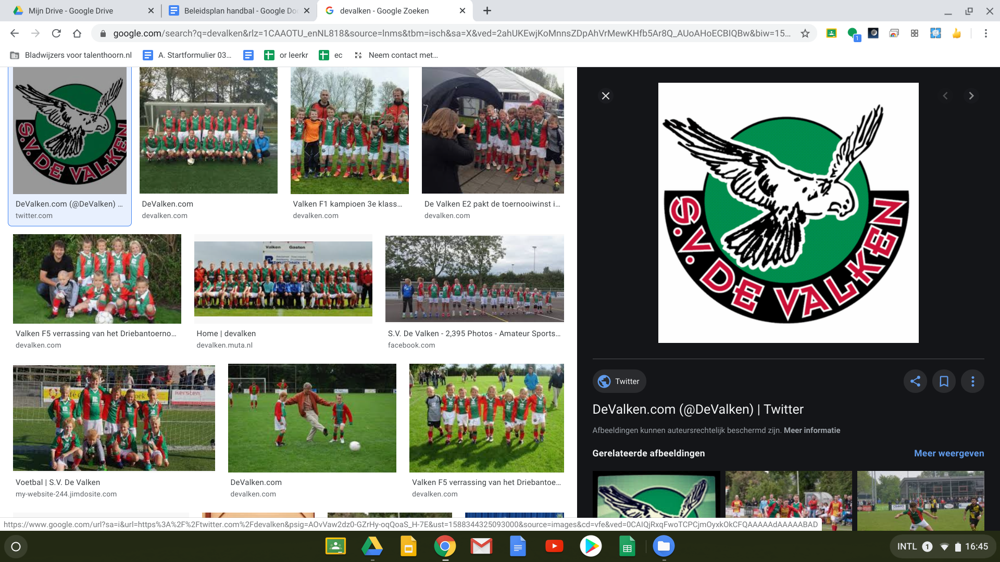 Mijn Drive - Google Drive
Beleidsplan handbal - Google Do
devalken - Google Zoeken
google.com/search?q=devalken&rlz=1CAAOTU_enNL818&source=lnms&tbm=isch&sa=X&ved=2ahUKEwjKoMnnsZDpAhVrMewKHfb5Ar8Q_AUoAHoECBIQBw&biw=15...
1
Bladwijzers voor talenthoorn.nl
A. Startformulier 03...
or leerkr
ec
Neem contact met...
S.V. DE VALKEN
DeValken.com (@DeValken) ...
twitter.com
DeValken.com
devalken.com
Valken F1 kampioen 3e klass...
devalken.com
De Valken E2 pakt de toernooiwinst i...
devalken.com
Valken Gasten
Valken F5 verrassing van het Driebantoerno...
devalken.com
Home | devalken
devalken.muta.nl
S.V. De Valken - 2,395 Photos - Amateur Sports...
facebook.com
kersten
Voetbal | S.V. De Valken
my-website-244.jimdosite.com
DeValken.com
devalken.com
Valken F5 verrassing van het Driebantoe...
devalken.com
S.V. DE VALKEN
Twitter
DeValken.com (@DeValken) | Twitter
Afbeeldingen kunnen auteursrechtelijk beschermd zijn. Meer informatie
Gerelateerde afbeeldingen
Meer weergeven
https://www.google.com/url?sa=i&url=https%3A%2F%2Ftwitter.com%2Fdevalken&psig=AOvVaw2dz0-GZrHy-oqQoaS_H-7E&ust=1588344325093000&source=images&cd=vfe&ved=0CAIQjRxqFwoTCPCjmOyxkOkCFQAAAAAdAAAAABAD
INTL 1 16:45